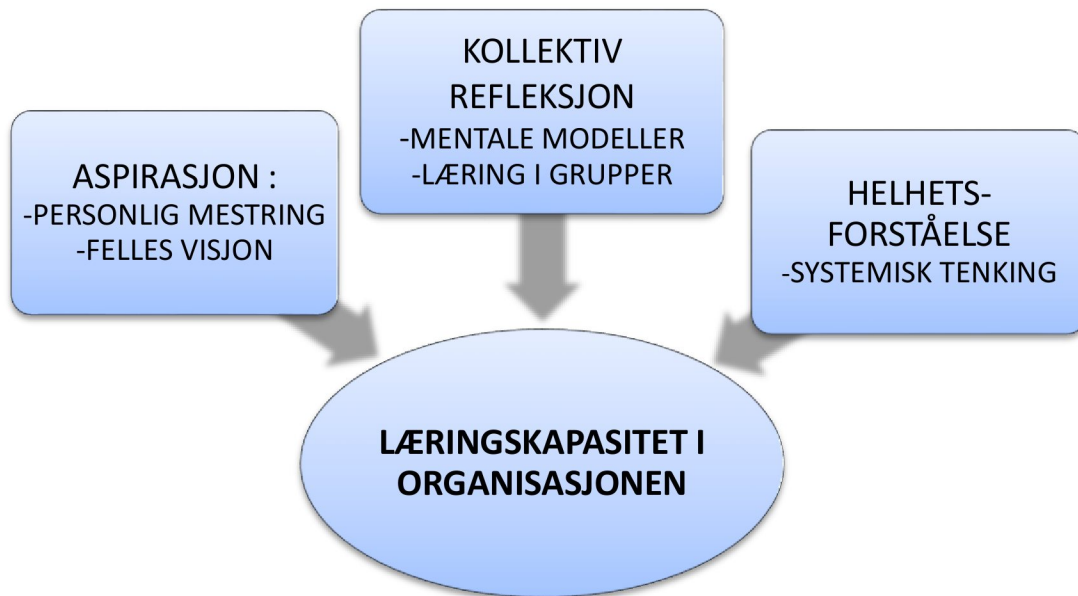 ASPIRASJON :
-PERSONLIG MESTRING
-FELLES VISJON
KOLLEKTIV
REFLEKSJON
-MENTALE MODELLER
-LÆRING I GRUPPER
HELHETS-
FORSTÅELSE
-SYSTEMISK TENKING
LÆRINGSKAPASITET I
ORGANISASJONEN